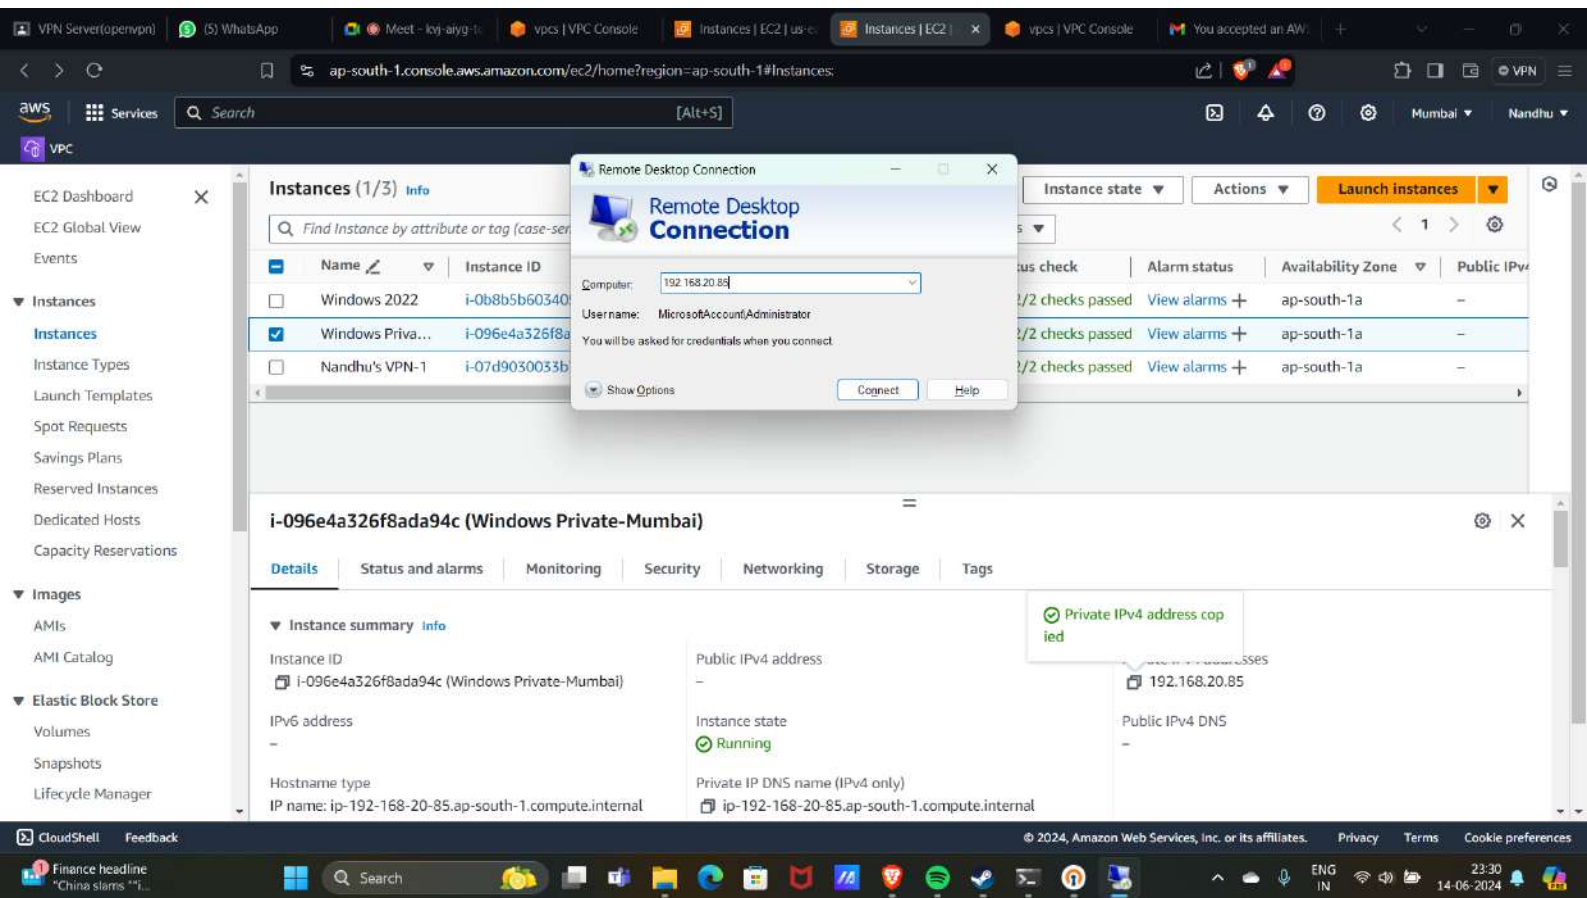 VPN Server(openvpn)
(5) WhatsApp
Meet - kvj-aiyg-t
vpcs | VPC Console
Instances | EC2 | us-e
Instances | EC2 |
vpcs | VPC Console
You accepted an AW
ap-south-1.console.aws.amazon.com/ec2/home?region=ap-south-1#Instances:
VPN
aws
Services
Search
[Alt+S]
Mumbai
Nandhu
VPC
EC2 Dashboard
EC2 Global View
Events
Instances
Instances
Instance Types
Launch Templates
Spot Requests
Savings Plans
Reserved Instances
Dedicated Hosts
Capacity Reservations
Images
AMIs
AMI Catalog
Elastic Block Store
Volumes
Snapshots
Lifecycle Manager
Instances (1/3) Info
Instance state
Actions
Launch instances
Find Instance by attribute or tag (case-ser
s
1
Name
Instance ID
tus check
Alarm status
Availability Zone
Public IPv4
Windows 2022
i-0b8b5b60340
2/2 checks passed
View alarms +
ap-south-1a
–
Windows Priva...
i-096e4a326f8a
2/2 checks passed
View alarms +
ap-south-1a
–
Nandhu's VPN-1
i-07d9030033b
2/2 checks passed
View alarms +
ap-south-1a
–
Remote Desktop Connection
Remote Desktop
Connection
Computer:
192.168.20.85
User name:
MicrosoftAccount\Administrator
You will be asked for credentials when you connect.
Show Options
Connect
Help
i-096e4a326f8ada94c (Windows Private-Mumbai)
Details
Status and alarms
Monitoring
Security
Networking
Storage
Tags
Instance summary Info
Private IPv4 address cop
ied
Instance ID
i-096e4a326f8ada94c (Windows Private-Mumbai)
Public IPv4 address
–
192.168.20.85
IPv6 address
–
Instance state
Running
Public IPv4 DNS
–
Hostname type
IP name: ip-192-168-20-85.ap-south-1.compute.internal
Private IP DNS name (IPv4 only)
ip-192-168-20-85.ap-south-1.compute.internal
CloudShell
Feedback
© 2024, Amazon Web Services, Inc. or its affiliates.
Privacy
Terms
Cookie preferences
1
Finance headline
"China slams ""i...
Search
ENG
IN
23:30
14-06-2024